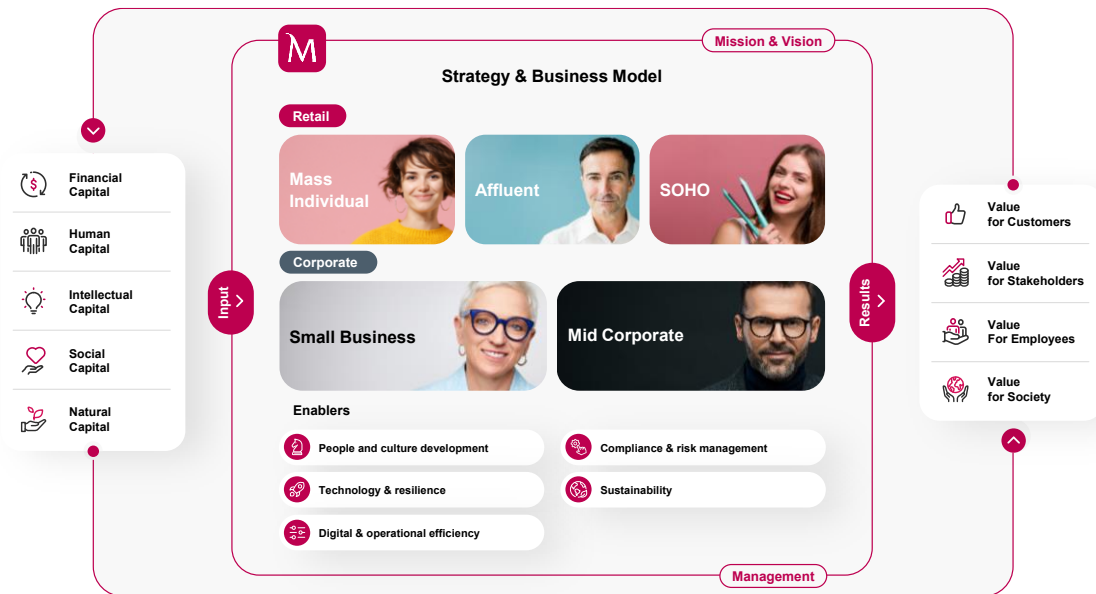 M
Mission & Vision
Strategy & Business Model
Retail
Mass
Individual
Affluent
SOHO
Corporate
Small Business
Mid Corporate
Enablers
People and culture development
Compliance & risk management
Technology & resilience
Sustainability
Digital & operational efficiency
Management
Input
Results
Financial
Capital
Human
Capital
Intellectual
Capital
Social
Capital
Natural
Capital
Value
for Customers
Value
for Stakeholders
Value
For Employees
Value
for Society